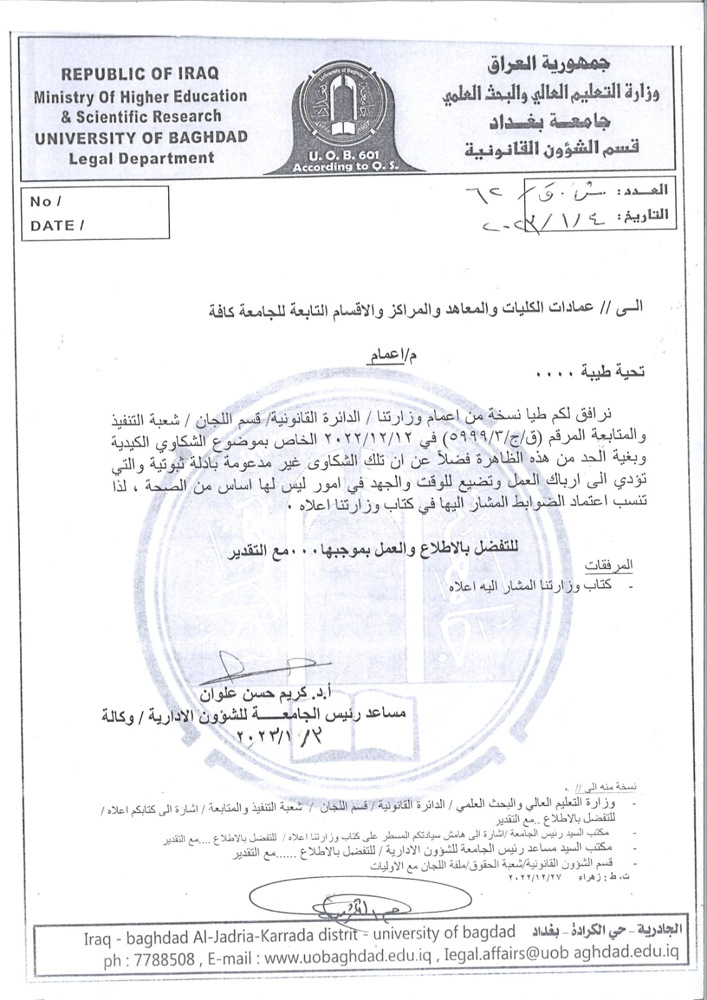 REPUBLIC OF IRAQ
Ministry Of Higher Education
& Scientific Research
UNIVERSITY OF BAGHDAD
Legal Department
University of Baghdad
1957
U. O. B. 601
According to Q. S.
جمهورية العراق
وزارة التعليم العالي والبحث العلمي
جامعة بغداد
قسم الشؤون القانونية
No /
DATE /
العدد: ش.ق/ ٦٢
التاريخ: ٤ /١/ ٢٠٢٣
الى // عمادات الكليات والمعاهد والمراكز والاقسام التابعة للجامعة كافة
م/اعمام
تحية طيبة ....
نرافق لكم طيا نسخة من اعمام وزارتنا / الدائرة القانونية/ قسم اللجان / شعبة التنفيذ
والمتابعة المرقم (ق/ج/٥٩٩٩/٣) في ٢٠٢٢/١٢/١٢ الخاص بموضوع الشكاوي الكيدية
وبغية الحد من هذه الظاهرة فضلاً عن ان تلك الشكاوى غير مدعومة بادلة ثبوتية والتي
تؤدي الى ارباك العمل وتضيع للوقت والجهد في امور ليس لها اساس من الصحة ، لذا
تنسب اعتماد الضوابط المشار اليها في كتاب وزارتنا اعلاه .
للتفضل بالاطلاع والعمل بموجبها...مع التقدير
المرفقات
- كتاب وزارتنا المشار اليه اعلاه
أ.د. كريم حسن علوان
مساعد رئيس الجامعـــة للشؤون الادارية / وكالة
٢٠٢٣/١/٢
نسخة منه الى //
- وزارة التعليم العالي والبحث العلمي / الدائرة القانونية / قسم اللجان / شعبة التنفيذ والمتابعة / اشارة الى كتابكم اعلاه /
للتفضل بالاطلاع ..مع التقدير
- مكتب السيد رئيس الجامعة /اشارة الى هامش سيادتكم المسطر على كتاب وزارتنا اعلاه / للتفضل بالاطلاع ....مع التقدير
- مكتب السيد مساعد رئيس الجامعة للشؤون الادارية / للتفضل بالاطلاع ......مع التقدير
- قسم الشؤون القانونية/شعبة الحقوق/ملفة اللجان مع الاوليات
ت. ط : زهراء ٢٠٢٢/١٢/٢٧
الجادرية - حي الكرادة - بغداد Iraq - baghdad Al-Jadria-Karrada distrit - university of bagdad
ph : 7788508 , E-mail : www.uobaghdad.edu.iq , legal.affairs@uob aghdad.edu.iq